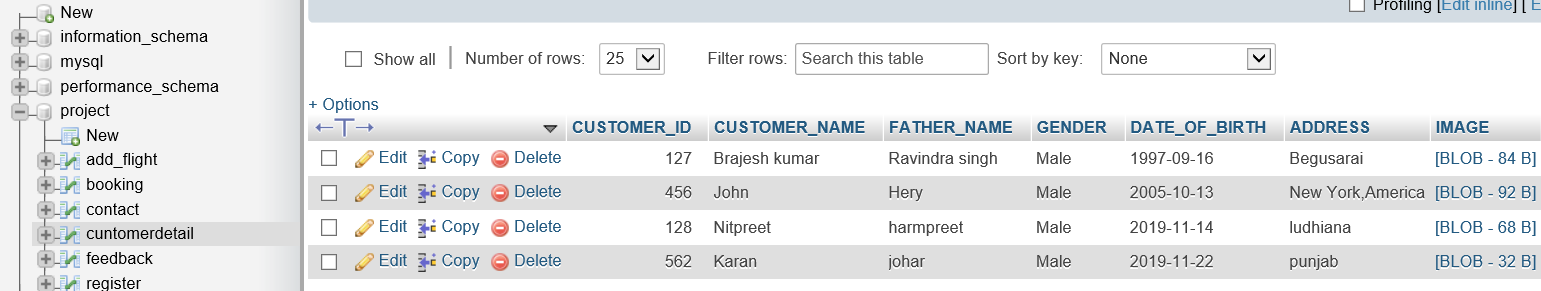 New
information_schema
mysql
performance_schema
project
New
add_flight
booking
contact
cuntomerdetail
feedback
register
Profiling [Edit inline] [ E
Show all Number of rows: 25 Filter rows: Search this table Sort by key: None
+ Options
←T→ CUSTOMER_ID CUSTOMER_NAME FATHER_NAME GENDER DATE_OF_BIRTH ADDRESS IMAGE
Edit Copy Delete 127 Brajesh kumar Ravindra singh Male 1997-09-16 Begusarai [BLOB - 84 B]
Edit Copy Delete 456 John Hery Male 2005-10-13 New York,America [BLOB - 92 B]
Edit Copy Delete 128 Nitpreet harmpreet Male 2019-11-14 ludhiana [BLOB - 68 B]
Edit Copy Delete 562 Karan johar Male 2019-11-22 punjab [BLOB - 32 B]